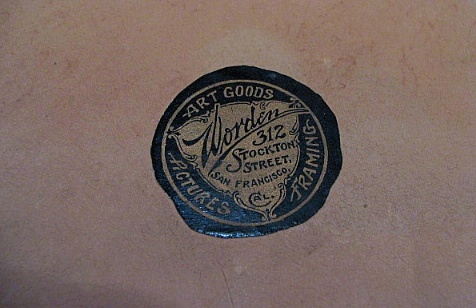 ART GOODS
Worden
312
STOCKTON
STREET,
SAN FRANCISCO,
CAL.
PICTURES
FRAMING